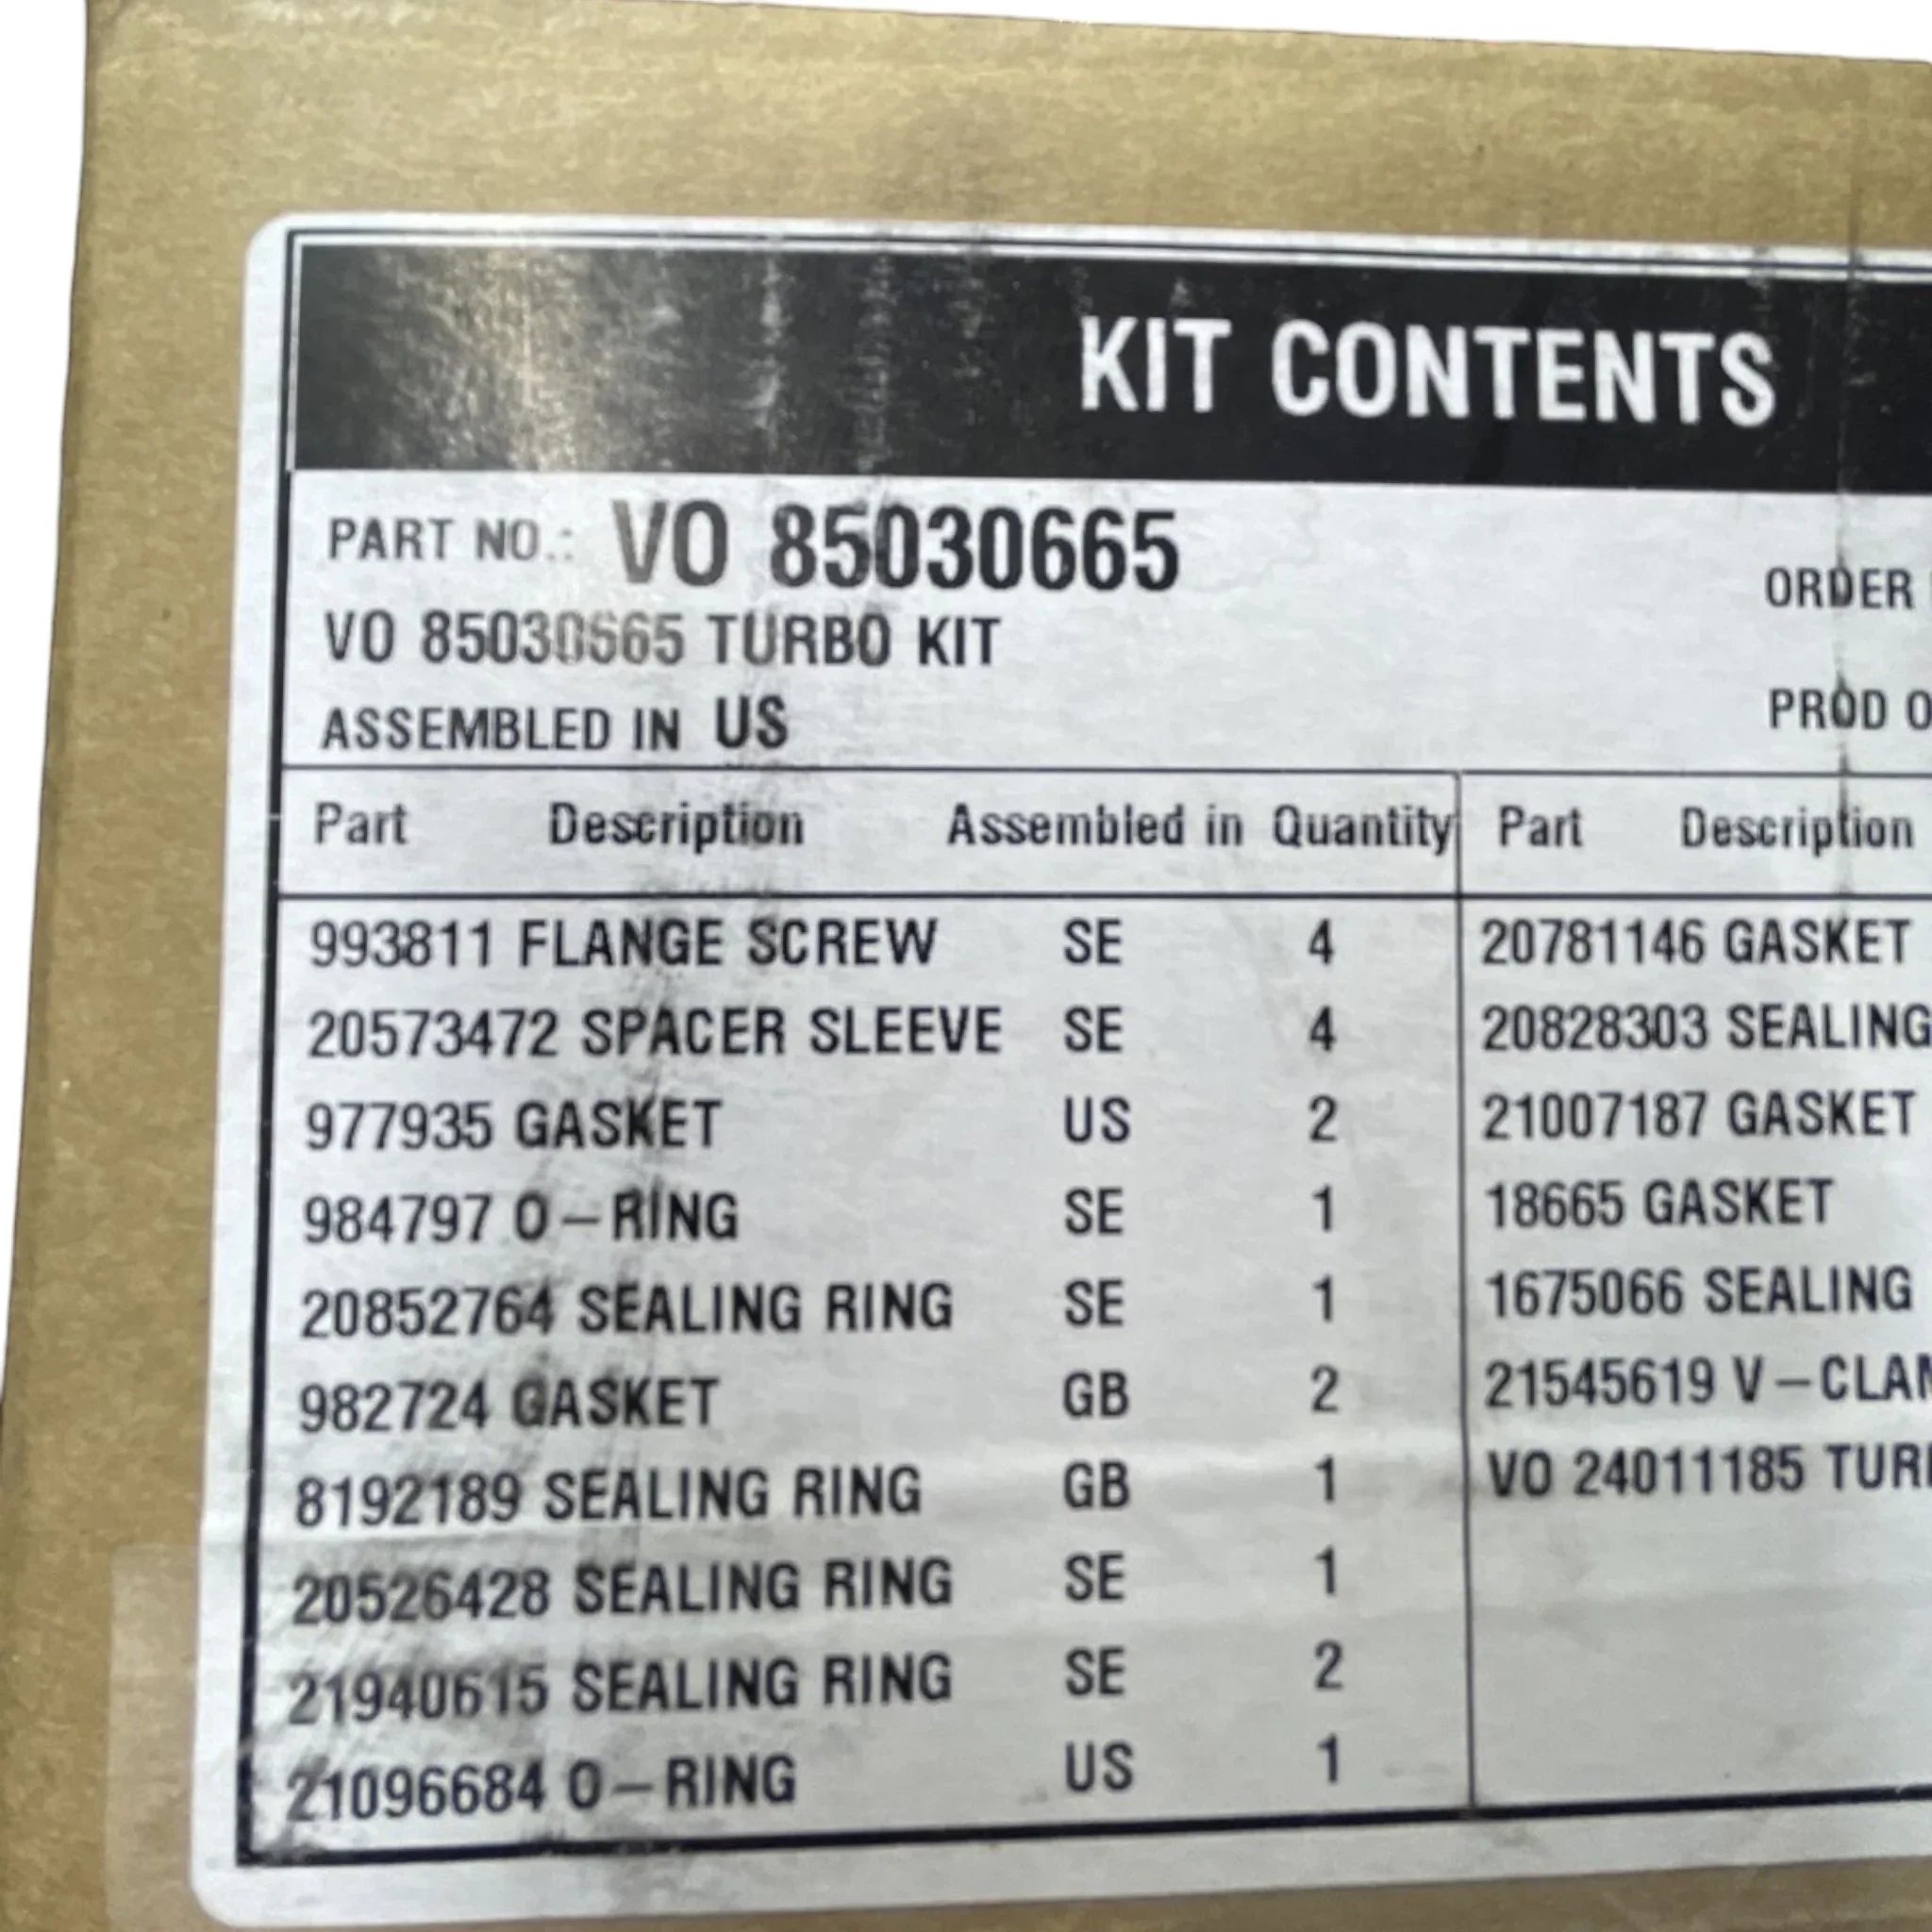 KIT CONTENTS
PART NO.: VO 85030665
ORDER
VO 85030665 TURBO KIT
ASSEMBLED IN US
PROD
Part Description Assembled in Quantity
993811 FLANGE SCREW SE 4
20573472 SPACER SLEEVE SE 4
977935 GASKET US 2
984797 O-RING SE 1
20852764 SEALING RING SE 1
982724 GASKET GB 2
8192189 SEALING RING GB 1
20526428 SEALING RING SE 1
21940615 SEALING RING SE 2
21096684 O-RING US 1
Part Description
20781146 GASKET
20828303 SEALING
21007187 GASKET
18665 GASKET
1675066 SEALING
21545619
VO 24011185